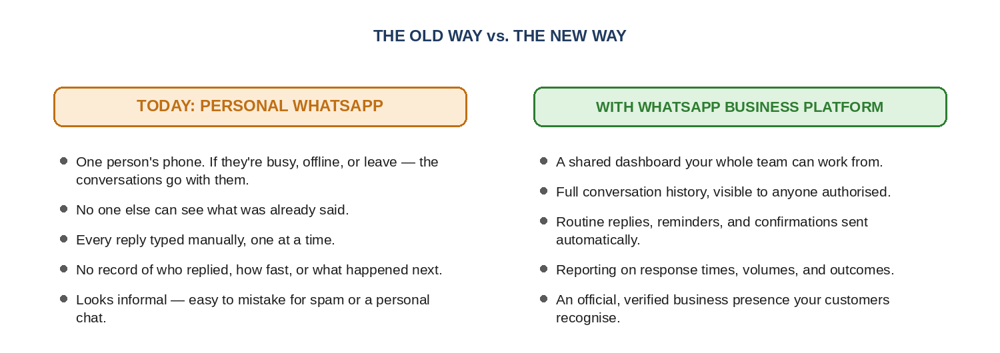 THE OLD WAY vs. THE NEW WAY
TODAY: PERSONAL WHATSAPP
One person's phone. If they're busy, offline, or leave — the
conversations go with them.
No one else can see what was already said.
Every reply typed manually, one at a time.
No record of who replied, how fast, or what happened next.
Looks informal — easy to mistake for spam or a personal
chat.
WITH WHATSAPP BUSINESS PLATFORM
A shared dashboard your whole team can work from.
Full conversation history, visible to anyone authorised.
Routine replies, reminders, and confirmations sent
automatically.
Reporting on response times, volumes, and outcomes.
An official, verified business presence your customers
recognise.